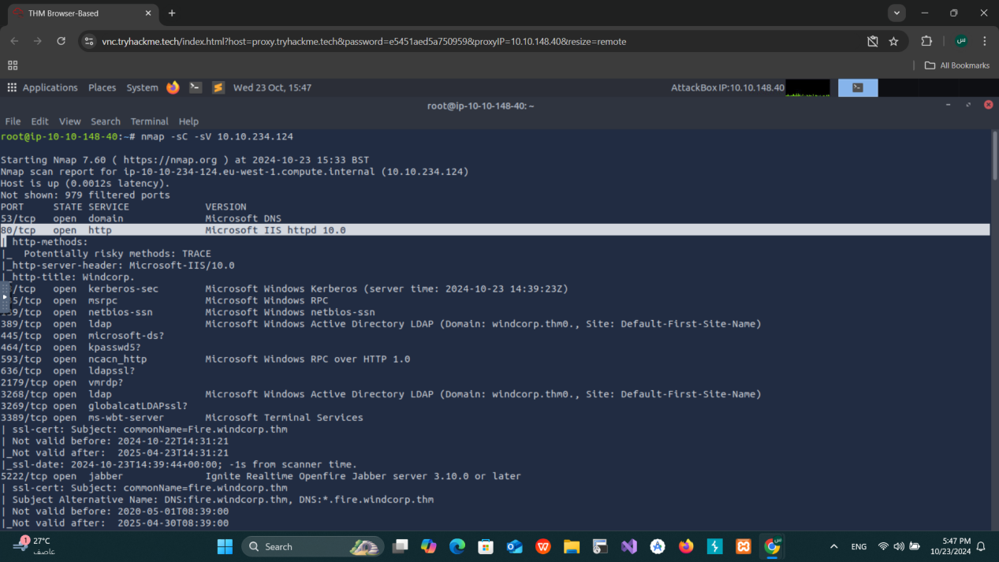 THM Browser-Based
vnc.tryhackme.tech/index.html?host=proxy.tryhackme.tech&password=e5451aed5a750959&proxyIP=10.10.148.40&resize=remote
س
All Bookmarks
Applications Places System Wed 23 Oct, 15:47 AttackBox IP:10.10.148.40
root@ip-10-10-148-40: ~
File Edit View Search Terminal Help
root@ip-10-10-148-40:~# nmap -sC -sV 10.10.234.124
Starting Nmap 7.60 ( https://nmap.org ) at 2024-10-23 15:33 BST
Nmap scan report for ip-10-10-234-124.eu-west-1.compute.internal (10.10.234.124)
Host is up (0.0012s latency).
Not shown: 979 filtered ports
PORT STATE SERVICE VERSION
53/tcp open domain Microsoft DNS
80/tcp open http Microsoft IIS httpd 10.0
| http-methods:
|_ Potentially risky methods: TRACE
|_http-server-header: Microsoft-IIS/10.0
|_http-title: Windcorp.
/tcp open kerberos-sec Microsoft Windows Kerberos (server time: 2024-10-23 14:39:23Z)
5/tcp open msrpc Microsoft Windows RPC
39/tcp open netbios-ssn Microsoft Windows netbios-ssn
389/tcp open ldap Microsoft Windows Active Directory LDAP (Domain: windcorp.thm0., Site: Default-First-Site-Name)
445/tcp open microsoft-ds?
464/tcp open kpasswd5?
593/tcp open ncacn_http Microsoft Windows RPC over HTTP 1.0
636/tcp open ldapssl?
2179/tcp open vmrdp?
3268/tcp open ldap Microsoft Windows Active Directory LDAP (Domain: windcorp.thm0., Site: Default-First-Site-Name)
3269/tcp open globalcatLDAPssl?
3389/tcp open ms-wbt-server Microsoft Terminal Services
| ssl-cert: Subject: commonName=Fire.windcorp.thm
| Not valid before: 2024-10-22T14:31:21
|_Not valid after: 2025-04-23T14:31:21
|_ssl-date: 2024-10-23T14:39:44+00:00; -1s from scanner time.
5222/tcp open jabber Ignite Realtime Openfire Jabber server 3.10.0 or later
| ssl-cert: Subject: commonName=fire.windcorp.thm
| Subject Alternative Name: DNS:fire.windcorp.thm, DNS:*.fire.windcorp.thm
| Not valid before: 2020-05-01T08:39:00
|_Not valid after: 2025-04-30T08:39:00
1
27°C
عاصف
Search
ENG
5:47 PM
10/23/2024